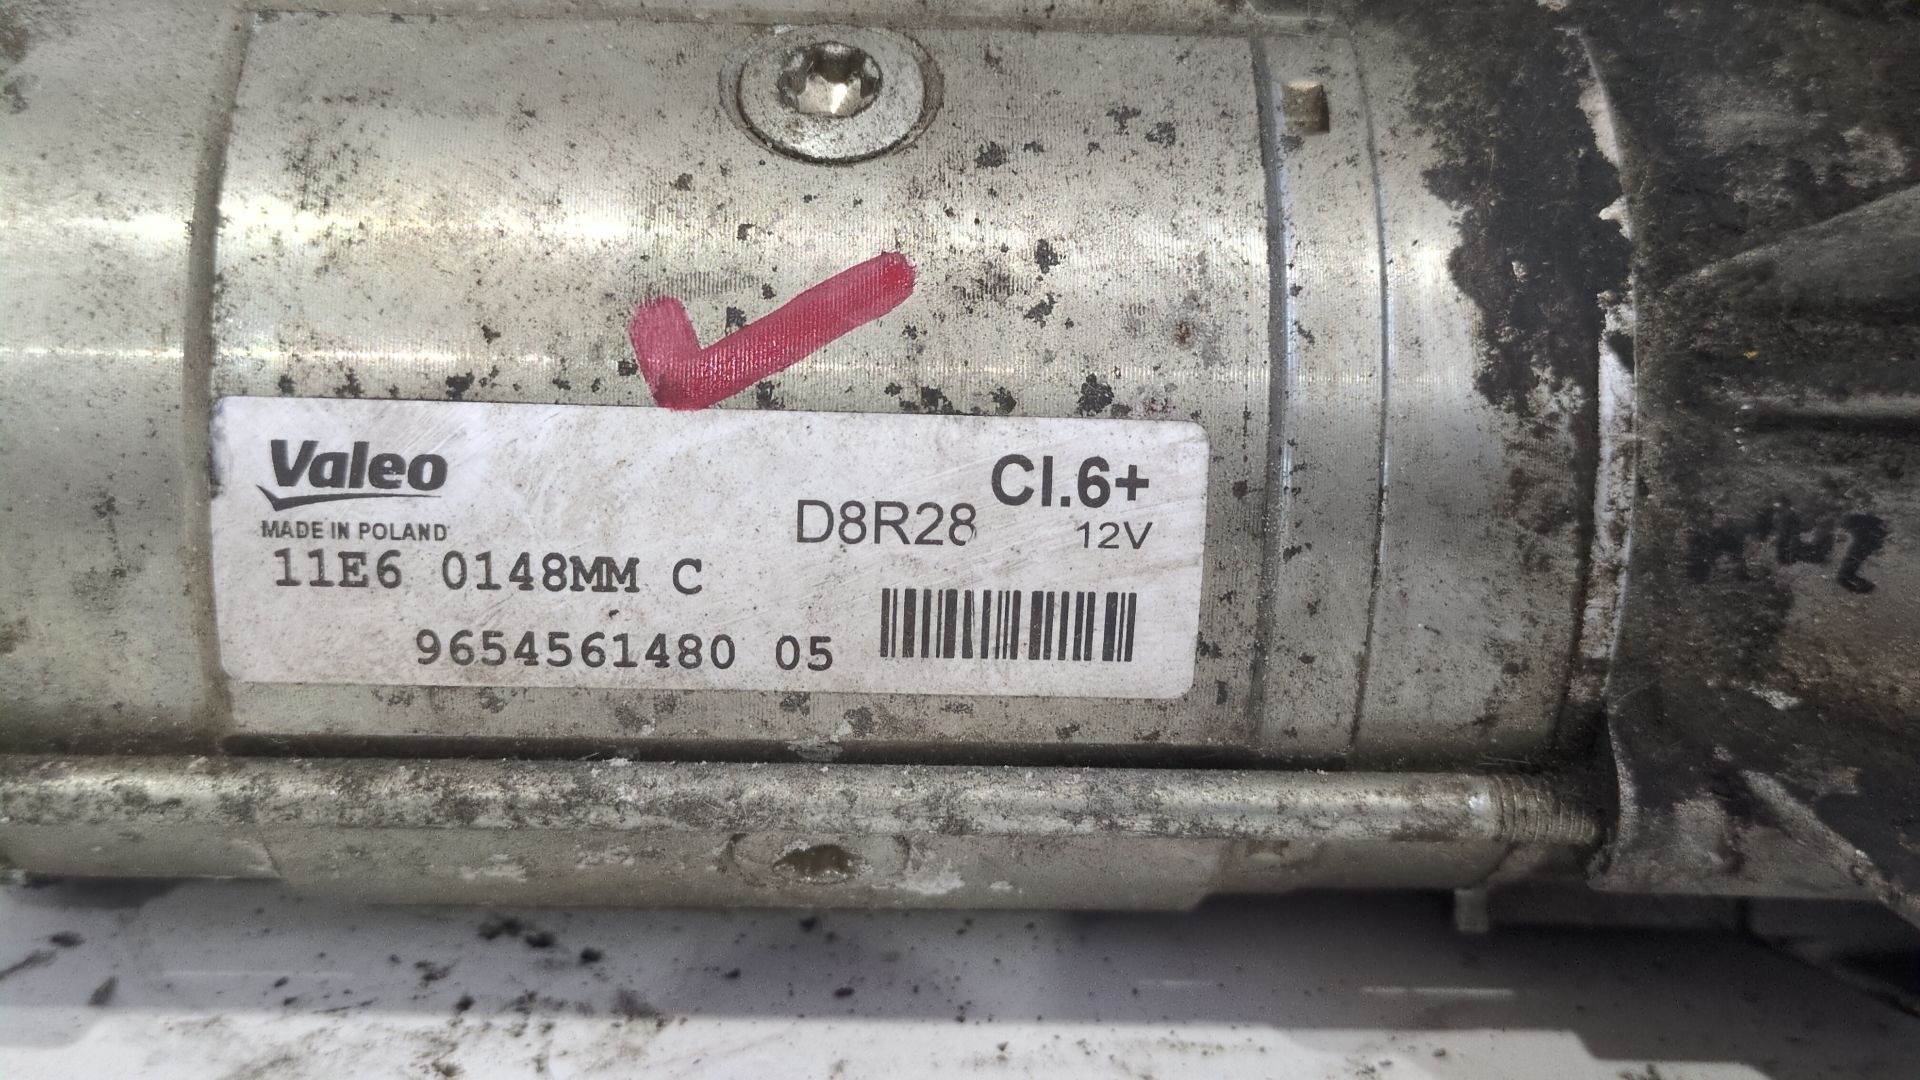 Valeo
MADE IN POLAND
D8R28 Cl.6+
12V
11E6 0148MM C
9654561480 05